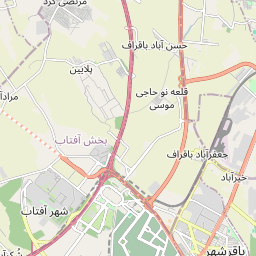 مرتضی گرد
حسن آباد باقراف
پلایین
قلعه نو حاجی
موسی
بخش آفتاب
جعفرآباد باقراف
خیرآباد
شهر آفتاب
باقرشهر